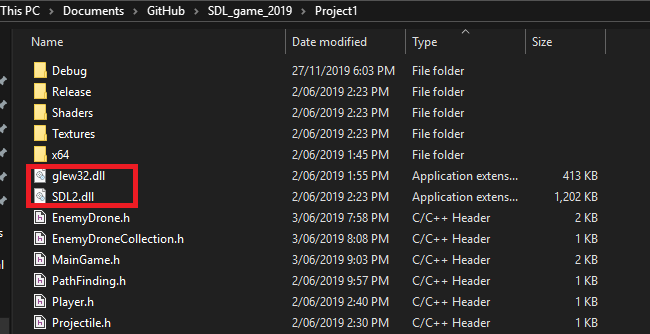 This PC > Documents > GitHub > SDL_game_2019 > Project1
Name Date modified Type Size
Debug 27/11/2019 6:03 PM File folder
Release 2/06/2019 2:23 PM File folder
Shaders 2/06/2019 2:23 PM File folder
Textures 2/06/2019 2:23 PM File folder
x64 2/06/2019 1:45 PM File folder
glew32.dll 2/06/2019 1:55 PM Application extens... 413 KB
SDL2.dll 2/06/2019 2:23 PM Application extens... 1,202 KB
EnemyDrone.h 3/06/2019 7:58 PM C/C++ Header 2 KB
EnemyDroneCollection.h 3/06/2019 8:08 PM C/C++ Header 1 KB
MainGame.h 3/06/2019 9:03 PM C/C++ Header 2 KB
PathFinding.h 2/06/2019 9:57 PM C/C++ Header 1 KB
Player.h 2/06/2019 2:40 PM C/C++ Header 1 KB
Projectile.h 2/06/2019 2:30 PM C/C++ Header 1 KB